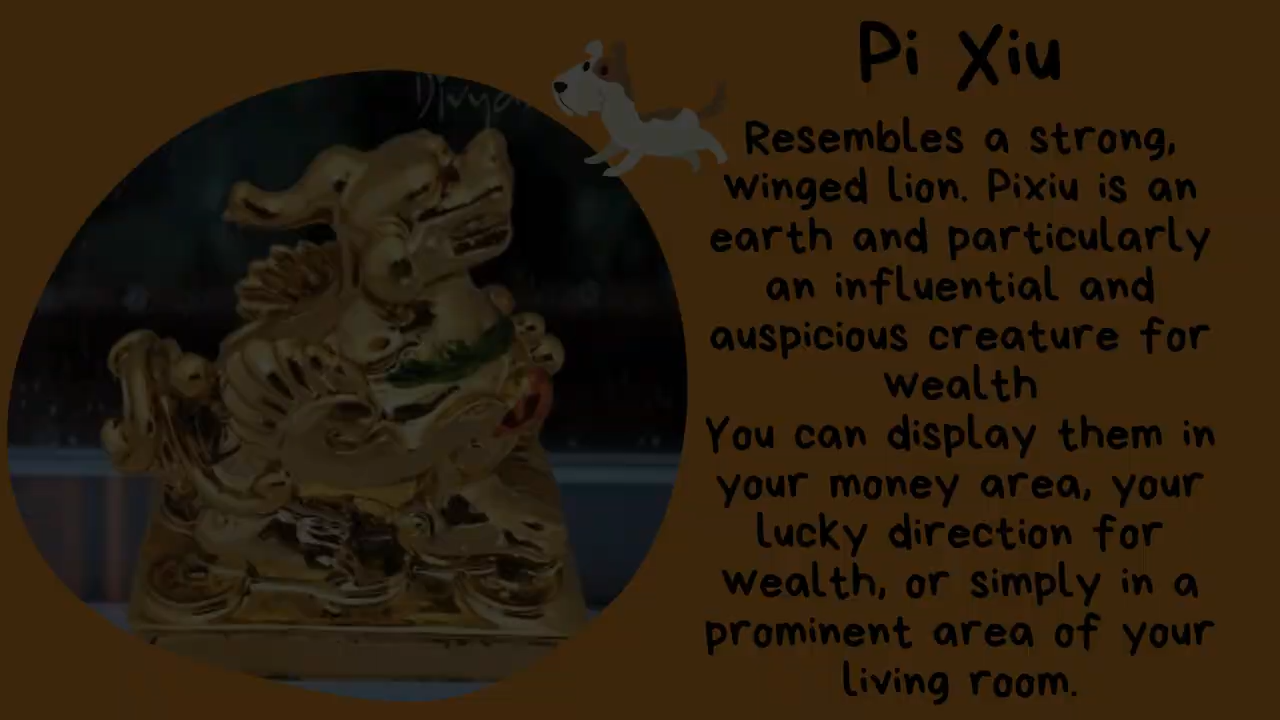 Pi Xiu
Resembles a strong,
winged lion. Pixiu is an
earth and particularly
an influential and
auspicious creature for
wealth
You can display them in
your money area, your
lucky direction for
wealth, or simply in a
prominent area of your
living room.